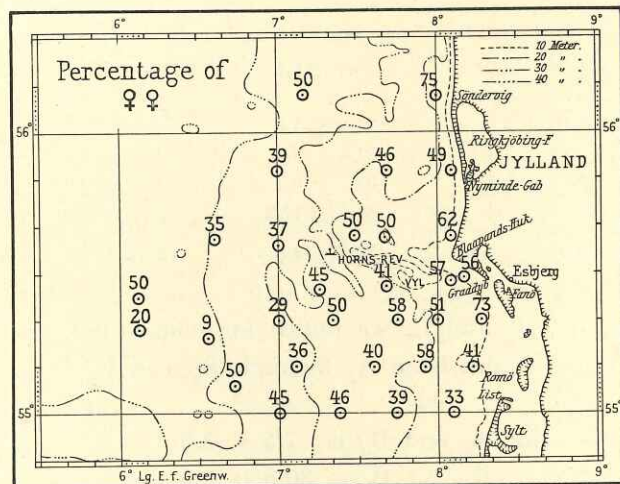 6° 7° 8° 9°
Percentage of
♀ ♀
10 Meter.
20 " .
30 " .
40 " .
50 75
Söndervig
56° 56°
Ringkjöbing-F
JYLLAND
39 46 49
Nyminde-Gab
35 37 50 50 62
Blaavands-Huk
HORNS-REV
50 45 41 57 56 Esbjerg
VYL
Graadyb
Fanö
20 9 29 50 58 51 73
36 40 58 41
Romö
50
List
55° 45 46 39 33 55°
Sylt
6° Lg. E.f. Greenw. 7° 8° 9°